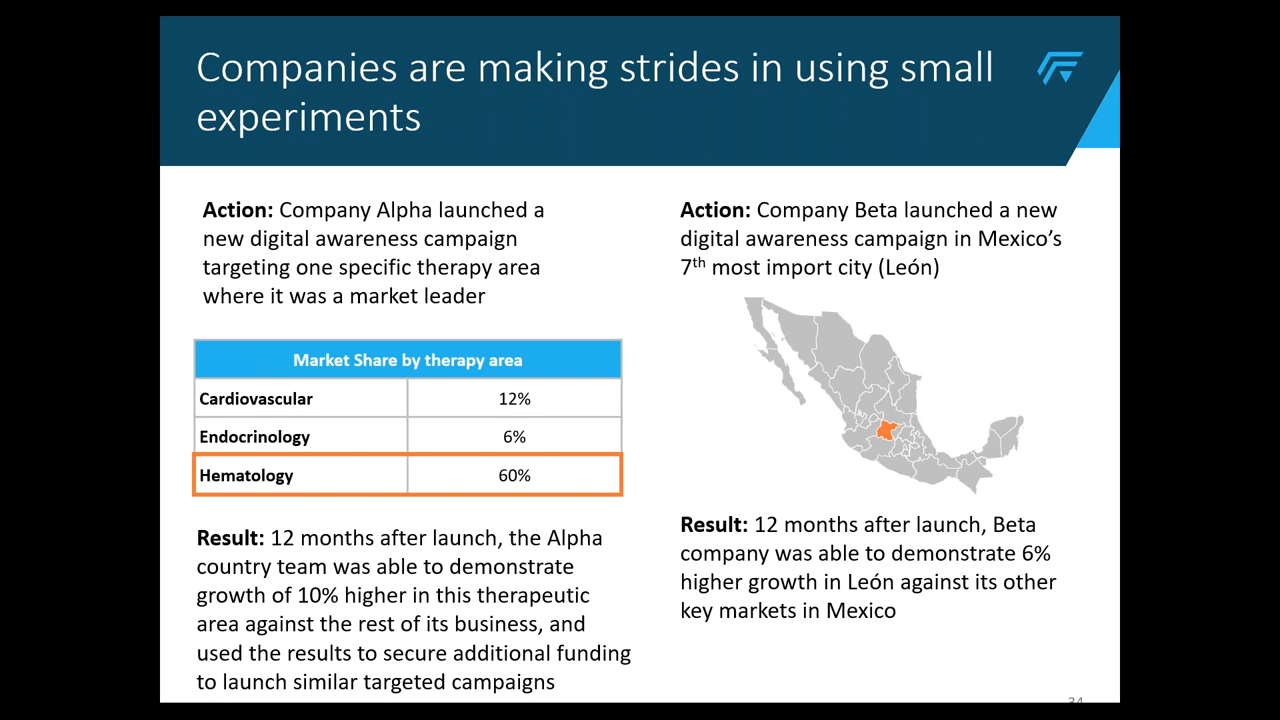 Companies are making strides in using small
experiments
Action: Company Alpha launched a
new digital awareness campaign
targeting one specific therapy area
where it was a market leader
Market Share by therapy area
Cardiovascular 12%
Endocrinology 6%
Hematology 60%
Result: 12 months after launch, the Alpha
country team was able to demonstrate
growth of 10% higher in this therapeutic
area against the rest of its business, and
used the results to secure additional funding
to launch similar targeted campaigns
Action: Company Beta launched a new
digital awareness campaign in Mexico’s
7th most import city (León)
Result: 12 months after launch, Beta
company was able to demonstrate 6%
higher growth in León against its other
key markets in Mexico